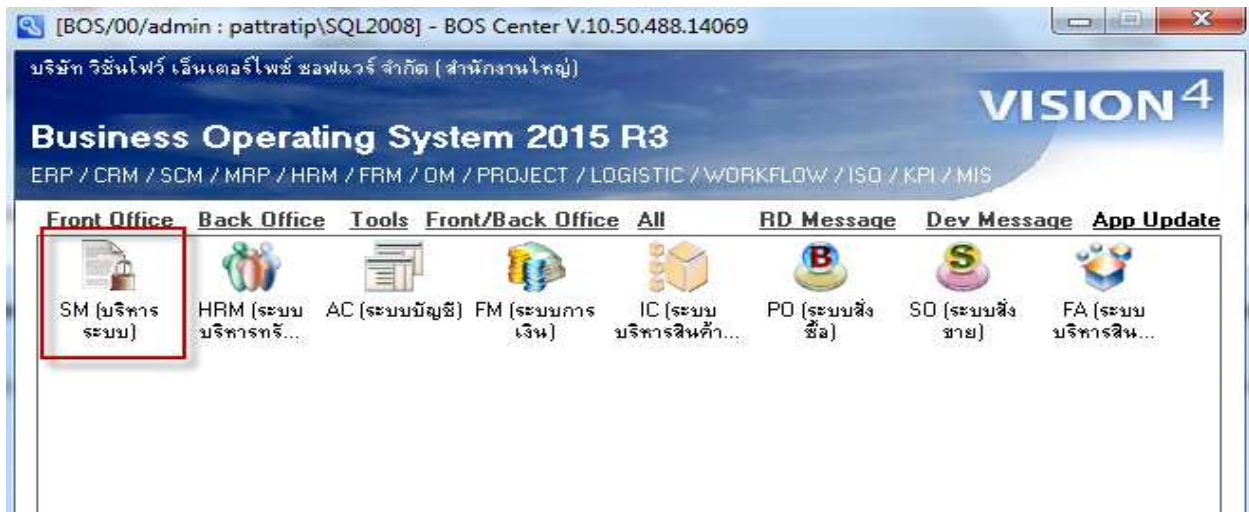 [BOS/00/admin : pattratip\SQL2008] - BOS Center V.10.50.488.14069
บริษัท วิชั่นโฟว์ เอ็นเตอร์ไพซ์ ซอฟแวร์ จำกัด (สำนักงานใหญ่)
VISION4
Business Operating System 2015 R3
ERP / CRM / SCM / MRP / HRM / FRM / OM / PROJECT / LOGISTIC / WORKFLOW / ISO / KPI / MIS
Front Office Back Office Tools Front/Back Office All RD Message Dev Message App Update
B S
SM (บริหาร HRM (ระบบ AC (ระบบบัญชี) FM (ระบบการ IC (ระบบ PO (ระบบสั่ง SO (ระบบสั่ง FA (ระบบ
ระบบ) บริหารทรั... เงิน) บริหารสินค้า... ซื้อ) ขาย) บริหารสิน...